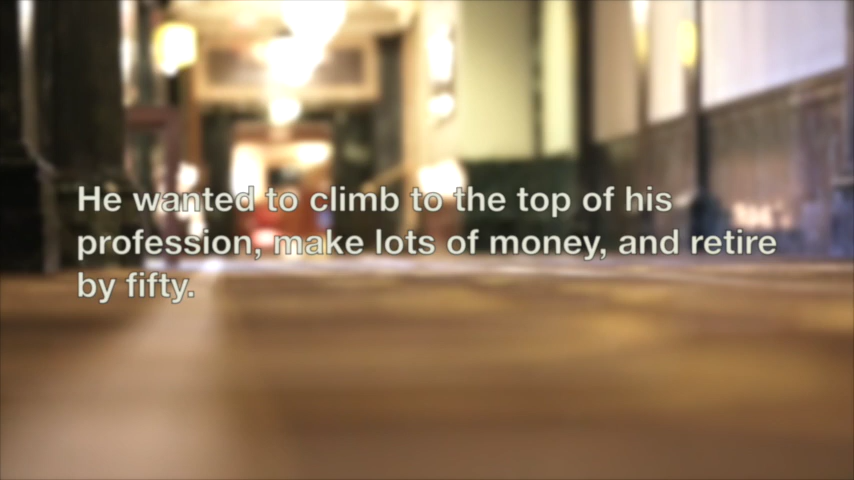 He wanted to climb to the top of his
profession, make lots of money, and retire
by fifty.